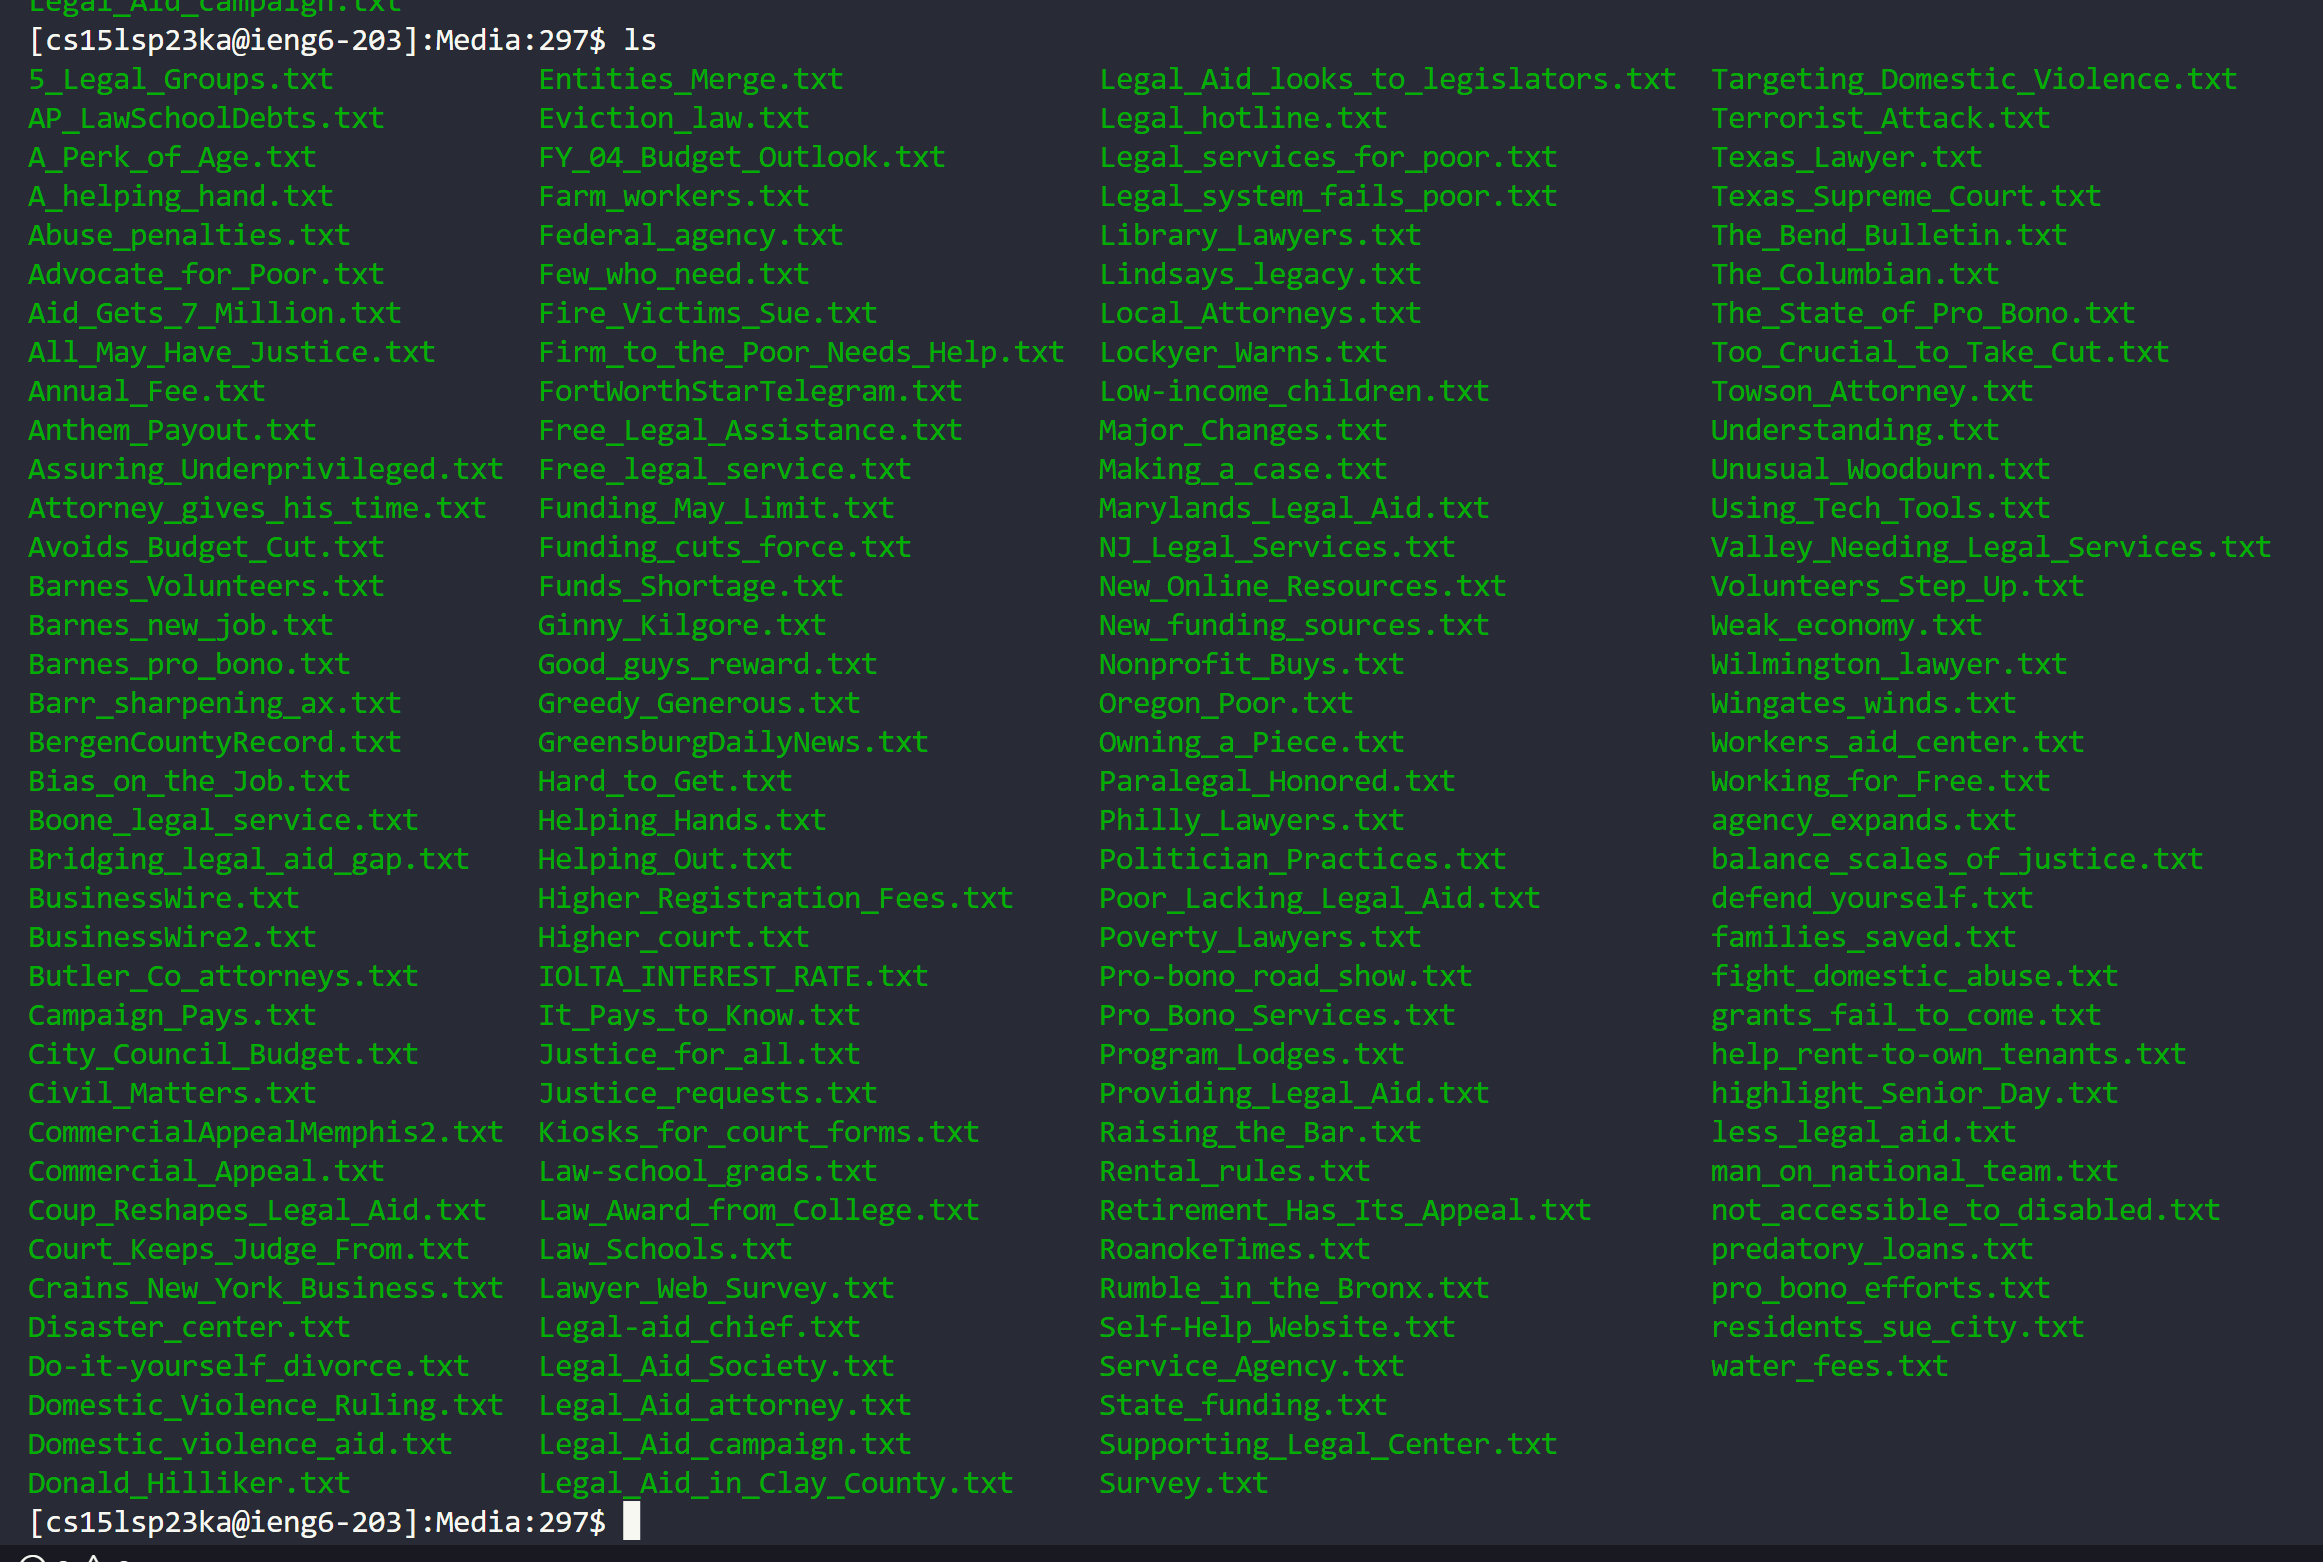 Legal_Aid_campaign.txt
[cs15lsp23ka@ieng6-203]:Media:297$ ls
5_Legal_Groups.txt Entities_Merge.txt Legal_Aid_looks_to_legislators.txt Targeting_Domestic_Violence.txt
AP_LawSchoolDebts.txt Eviction_law.txt Legal_hotline.txt Terrorist_Attack.txt
A_Perk_of_Age.txt FY_04_Budget_Outlook.txt Legal_services_for_poor.txt Texas_Lawyer.txt
A_helping_hand.txt Farm_workers.txt Legal_system_fails_poor.txt Texas_Supreme_Court.txt
Abuse_penalties.txt Federal_agency.txt Library_Lawyers.txt The_Bend_Bulletin.txt
Advocate_for_Poor.txt Few_who_need.txt Lindsays_legacy.txt The_Columbian.txt
Aid_Gets_7_Million.txt Fire_Victims_Sue.txt Local_Attorneys.txt The_State_of_Pro_Bono.txt
All_May_Have_Justice.txt Firm_to_the_Poor_Needs_Help.txt Lockyer_Warns.txt Too_Crucial_to_Take_Cut.txt
Annual_Fee.txt FortWorthStarTelegram.txt Low-income_children.txt Towson_Attorney.txt
Anthem_Payout.txt Free_Legal_Assistance.txt Major_Changes.txt Understanding.txt
Assuring_Underprivileged.txt Free_legal_service.txt Making_a_case.txt Unusual_Woodburn.txt
Attorney_gives_his_time.txt Funding_May_Limit.txt Marylands_Legal_Aid.txt Using_Tech_Tools.txt
Avoids_Budget_Cut.txt Funding_cuts_force.txt NJ_Legal_Services.txt Valley_Needing_Legal_Services.txt
Barnes_Volunteers.txt Funds_Shortage.txt New_Online_Resources.txt Volunteers_Step_Up.txt
Barnes_new_job.txt Ginny_Kilgore.txt New_funding_sources.txt Weak_economy.txt
Barnes_pro_bono.txt Good_guys_reward.txt Nonprofit_Buys.txt Wilmington_lawyer.txt
Barr_sharpening_ax.txt Greedy_Generous.txt Oregon_Poor.txt Wingates_winds.txt
BergenCountyRecord.txt GreensburgDailyNews.txt Owning_a_Piece.txt Workers_aid_center.txt
Bias_on_the_Job.txt Hard_to_Get.txt Paralegal_Honored.txt Working_for_Free.txt
Boone_legal_service.txt Helping_Hands.txt Philly_Lawyers.txt agency_expands.txt
Bridging_legal_aid_gap.txt Helping_Out.txt Politician_Practices.txt balance_scales_of_justice.txt
BusinessWire.txt Higher_Registration_Fees.txt Poor_Lacking_Legal_Aid.txt defend_yourself.txt
BusinessWire2.txt Higher_court.txt Poverty_Lawyers.txt families_saved.txt
Butler_Co_attorneys.txt IOLTA_INTEREST_RATE.txt Pro-bono_road_show.txt fight_domestic_abuse.txt
Campaign_Pays.txt It_Pays_to_Know.txt Pro_Bono_Services.txt grants_fail_to_come.txt
City_Council_Budget.txt Justice_for_all.txt Program_Lodges.txt help_rent-to-own_tenants.txt
Civil_Matters.txt Justice_requests.txt Providing_Legal_Aid.txt highlight_Senior_Day.txt
CommercialAppealMemphis2.txt Kiosks_for_court_forms.txt Raising_the_Bar.txt less_legal_aid.txt
Commercial_Appeal.txt Law-school_grads.txt Rental_rules.txt man_on_national_team.txt
Coup_Reshapes_Legal_Aid.txt Law_Award_from_College.txt Retirement_Has_Its_Appeal.txt not_accessible_to_disabled.txt
Court_Keeps_Judge_From.txt Law_Schools.txt RoanokeTimes.txt predatory_loans.txt
Crains_New_York_Business.txt Lawyer_Web_Survey.txt Rumble_in_the_Bronx.txt pro_bono_efforts.txt
Disaster_center.txt Legal-aid_chief.txt Self-Help_Website.txt residents_sue_city.txt
Do-it-yourself_divorce.txt Legal_Aid_Society.txt Service_Agency.txt water_fees.txt
Domestic_Violence_Ruling.txt Legal_Aid_attorney.txt State_funding.txt
Domestic_violence_aid.txt Legal_Aid_campaign.txt Supporting_Legal_Center.txt
Donald_Hilliker.txt Legal_Aid_in_Clay_County.txt Survey.txt
[cs15lsp23ka@ieng6-203]:Media:297$